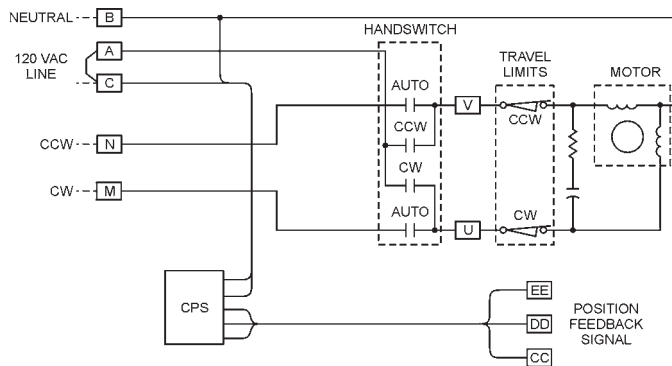 NEUTRAL
B
HANDSWITCH
120 VAC
LINE
A
C
TRAVEL
LIMITS
MOTOR
AUTO
V
CCW
CCW
CCW
N
CW
CW
M
AUTO
U
CW
CPS
EE
DD
CC
POSITION
FEEDBACK
SIGNAL